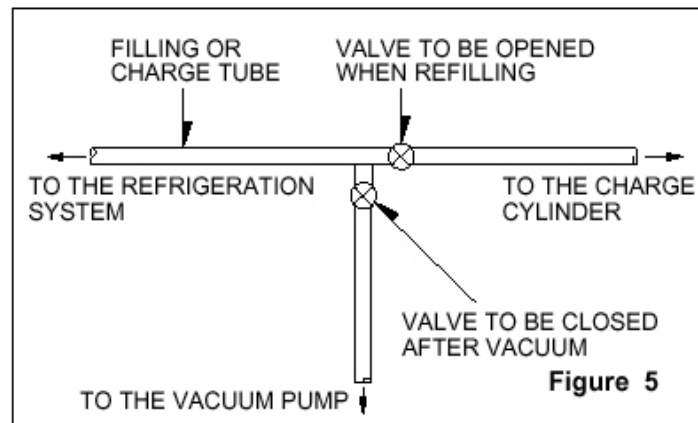 FILLING OR
CHARGE TUBE
VALVE TO BE OPENED
WHEN REFILLING
TO THE REFRIGERATION
SYSTEM
TO THE CHARGE
CYLINDER
VALVE TO BE CLOSED
AFTER VACUUM
Figure 5
TO THE VACUUM PUMP